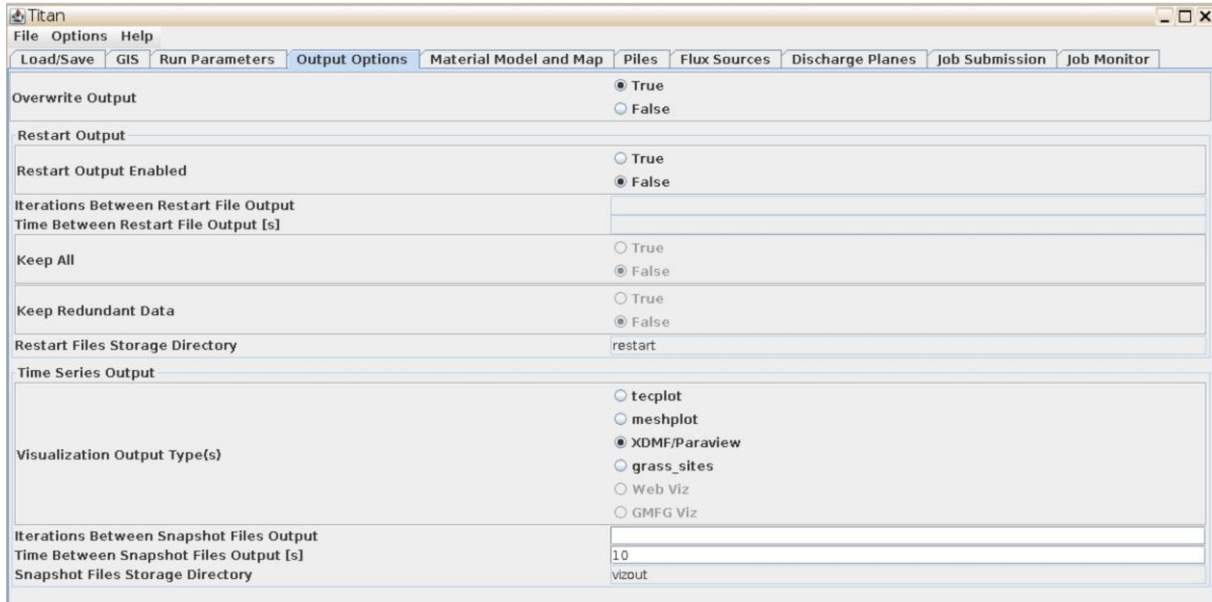 Titan
File Options Help
Load/Save GIS Run Parameters Output Options Material Model and Map Piles Flux Sources Discharge Planes Job Submission Job Monitor
Overwrite Output
True
False
Restart Output
Restart Output Enabled
True
False
Iterations Between Restart File Output
Time Between Restart File Output [s]
Keep All
True
False
Keep Redundant Data
True
False
Restart Files Storage Directory restart
Time Series Output
Visualization Output Type{s}
tecplot
meshplot
XDMF/Paraview
grass_sites
Web Viz
GMFG Viz
Iterations Between Snapshot Files Output
Time Between Snapshot Files Output [s] 10
Snapshot Files Storage Directory vizout